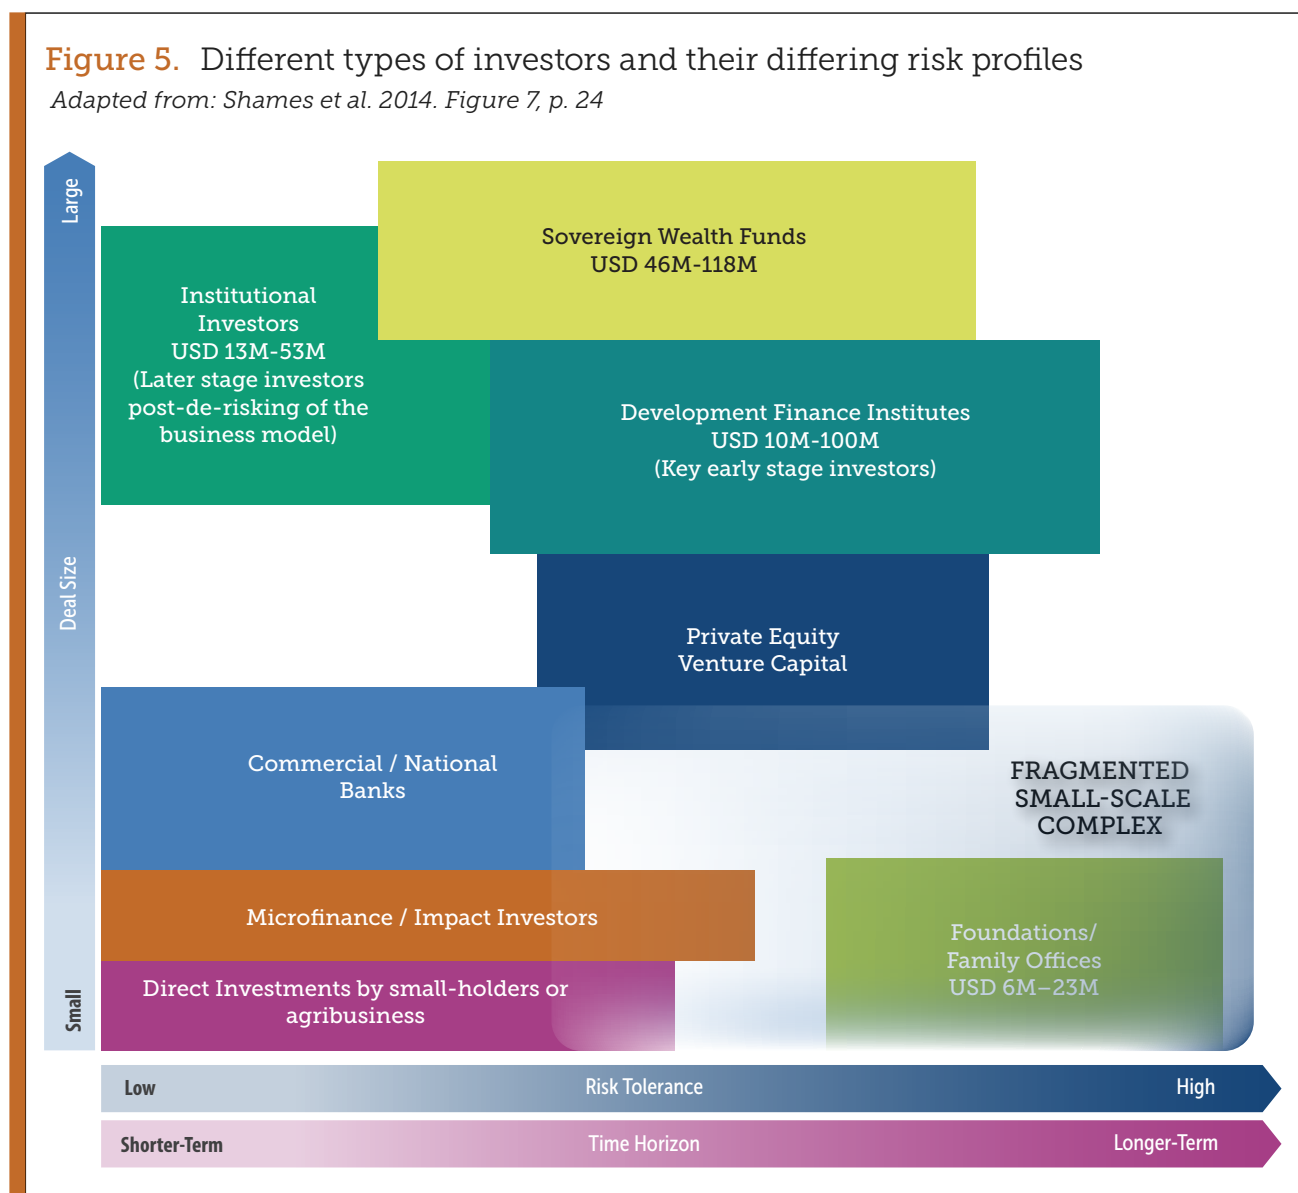 Figure 5. Different types of investors and their differing risk profiles
Adapted from: Shames et al. 2014. Figure 7, p. 24
Large
Deal Size
Small
Sovereign Wealth Funds
USD 46M-118M
Institutional
Investors
USD 13M-53M
(Later stage investors
post-de-risking of the
business model)
Development Finance Institutes
USD 10M-100M
(Key early stage investors)
Private Equity
Venture Capital
Commercial / National
Banks
FRAGMENTED
SMALL-SCALE
COMPLEX
Microfinance / Impact Investors
Foundations/
Family Offices
USD 6M–23M
Direct Investments by small-holders or
agribusiness
Low Risk Tolerance High
Shorter-Term Time Horizon Longer-Term